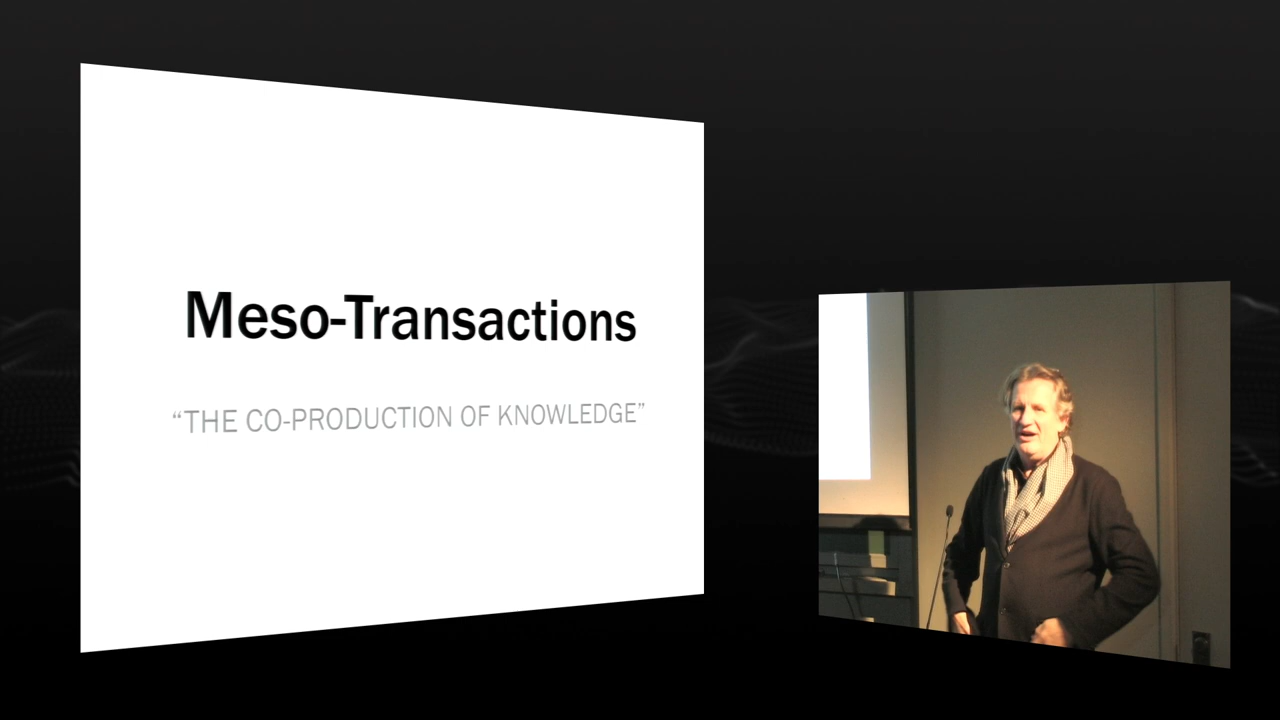 Meso-Transactions
“THE CO-PRODUCTION OF KNOWLEDGE”